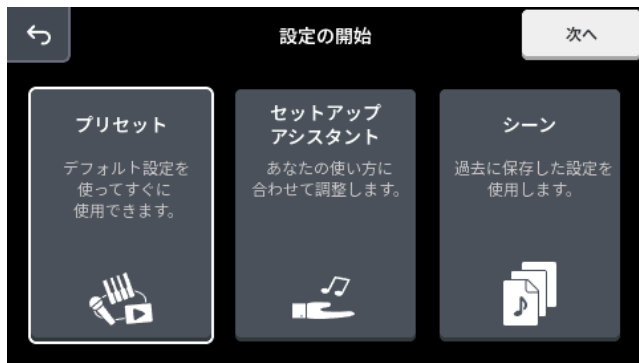 設定の開始
次へ
プリセット
デフォルト設定を
使ってすぐに
使用できます。
セットアップ
アシスタント
あなたの使い方に
合わせて調整します。
シーン
過去に保存した設定を
使用します。